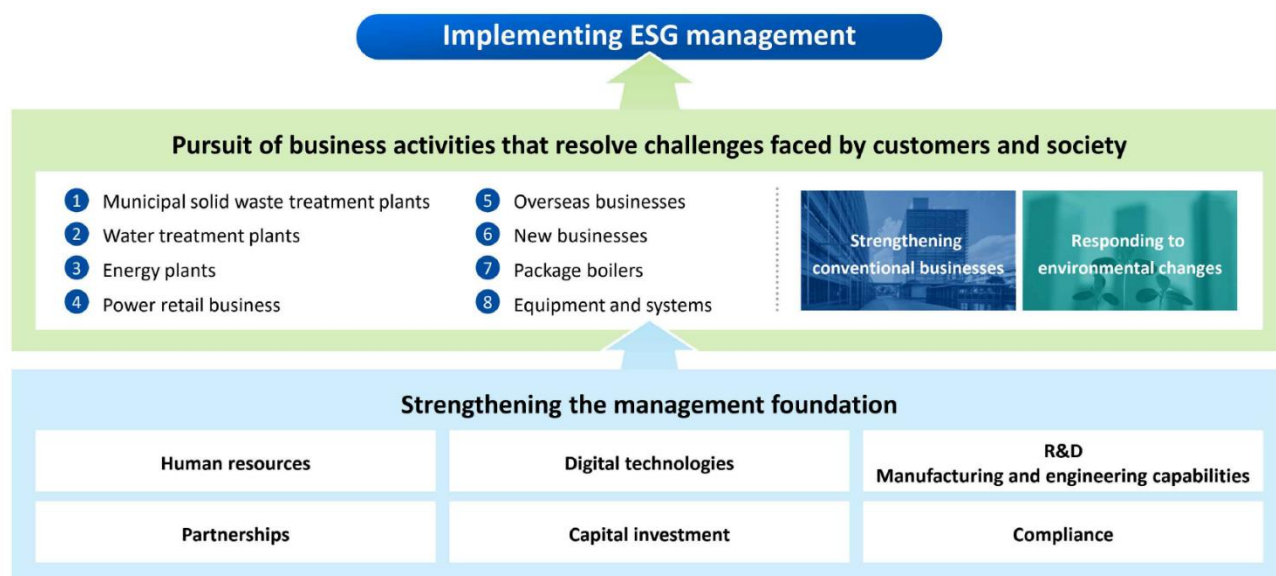 Implementing ESG management
Pursuit of business activities that resolve challenges faced by customers and society
1 Municipal solid waste treatment plants
2 Water treatment plants
3 Energy plants
4 Power retail business
5 Overseas businesses
6 New businesses
7 Package boilers
8 Equipment and systems
Strengthening
conventional businesses
Responding to
environmental changes
Strengthening the management foundation
Human resources
Digital technologies
R&D
Manufacturing and engineering capabilities
Partnerships
Capital investment
Compliance